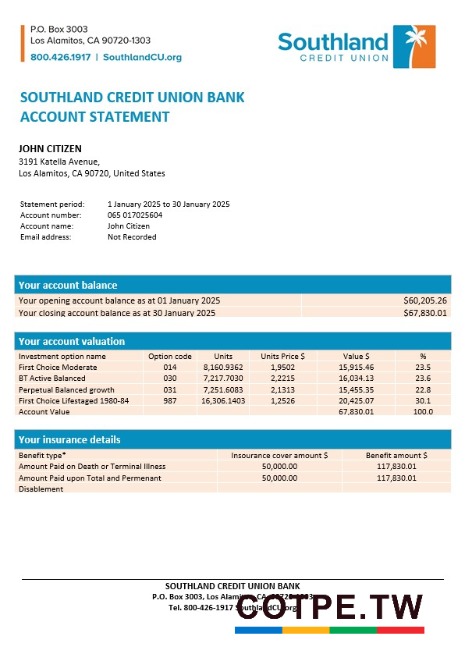 P.O. Box 3003
Los Alamitos, CA 90720-1303
800.426.1917 | SouthlandCU.org
Southland
CREDIT UNION
SOUTHLAND CREDIT UNION BANK
ACCOUNT STATEMENT
JOHN CITIZEN
3191 Katella Avenue,
Los Alamitos, CA 90720, United States
Statement period: 1 January 2025 to 30 January 2025
Account number: 065 017025604
Account name: John Citizen
Email address: Not Recorded
Your account balance
Your opening account balance as at 01 January 2025 $60,205.26
Your closing account balance as at 30 January 2025 $67,830.01
Your account valuation
Investment option name Option code Units Units Price $ Value $ %
First Choice Moderate 014 8,160.9362 1,9502 15,915.46 23.5
BT Active Balanced 030 7,217.7030 2,2215 16,034.13 23.6
Perpetual Balanced growth 031 7,251.6083 2,1313 15,455.35 22.8
First Choice Lifestaged 1980-84 987 16,306.1403 1,2526 20,425.07 30.1
Account Value 67,830.01 100.0
Your insurance details
Benefit type* Insurance cover amount $ Benefit amount $
Amount Paid on Death or Terminal Illness 50,000.00 117,830.01
Amount Paid upon Total and Permenant 50,000.00 117,830.01
Disablement
SOUTHLAND CREDIT UNION BANK
P.O. Box 3003, Los Alamitos, CA, 90720-1303
Tel. 800-426-1917 SouthlandCU.org
COTPE.TW